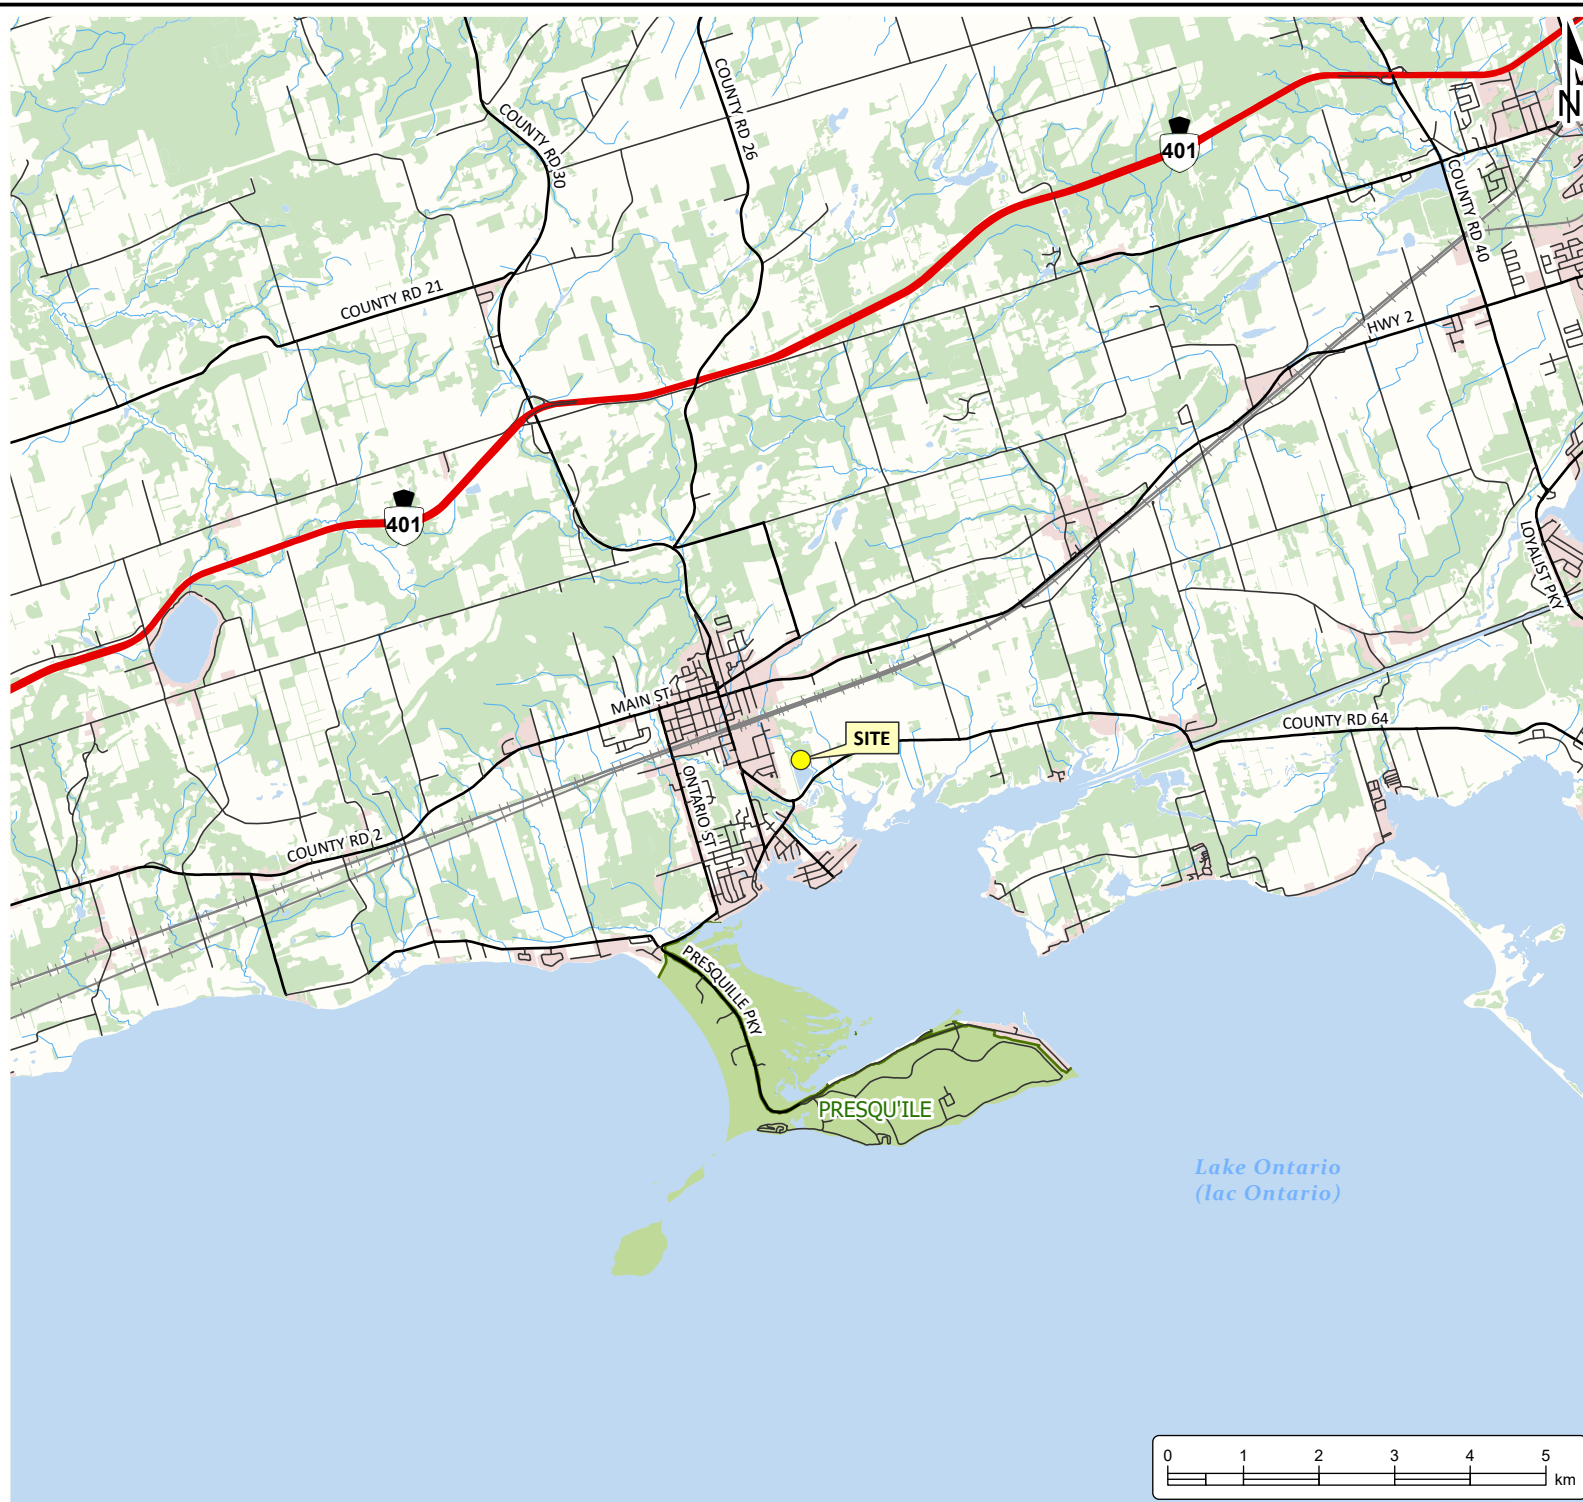 COUNTY RD 30
COUNTY RD 26
401
N
COUNTY RD 40
COUNTY RD 21
HWY 2
401
LOYALIST PKY
MAIN ST
SITE
COUNTY RD 64
ONTARIO ST
COUNTY RD 2
PRESQUILLE PKY
PRESQU'ILE
Lake Ontario
(lac Ontario)
0 1 2 3 4 5
km